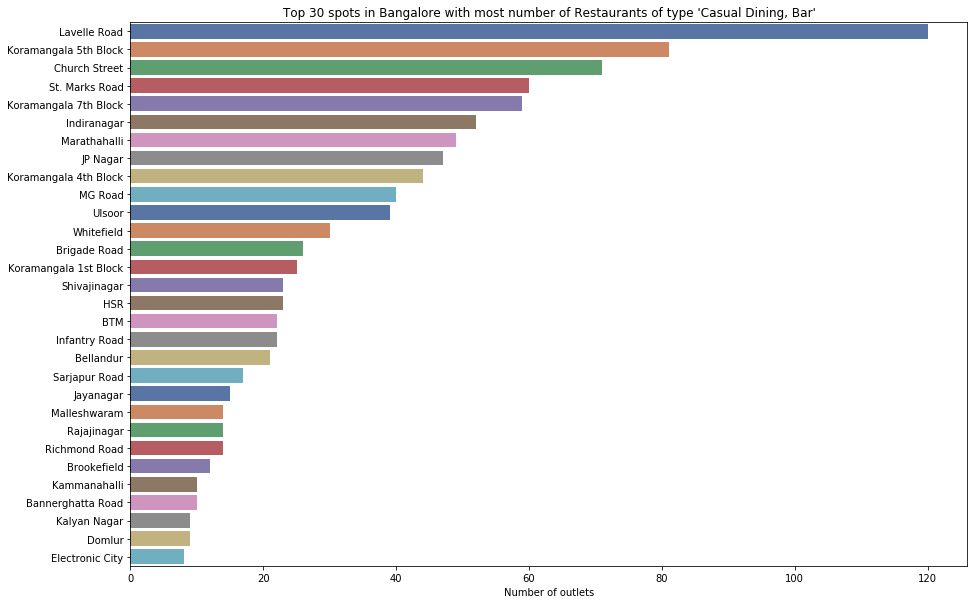 Top 30 spots in Bangalore with most number of Restaurants of type 'Casual Dining, Bar'
Lavelle Road
Koramangala 5th Block
Church Street
St. Marks Road
Koramangala 7th Block
Indiranagar
Marathahalli
JP Nagar
Koramangala 4th Block
MG Road
Ulsoor
Whitefield
Brigade Road
Koramangala 1st Block
Shivajinagar
HSR
BTM
Infantry Road
Bellandur
Sarjapur Road
Jayanagar
Malleshwaram
Rajajinagar
Richmond Road
Brookefield
Kammanahalli
Bannerghatta Road
Kalyan Nagar
Domlur
Electronic City
0 20 40 60 80 100 120
Number of outlets